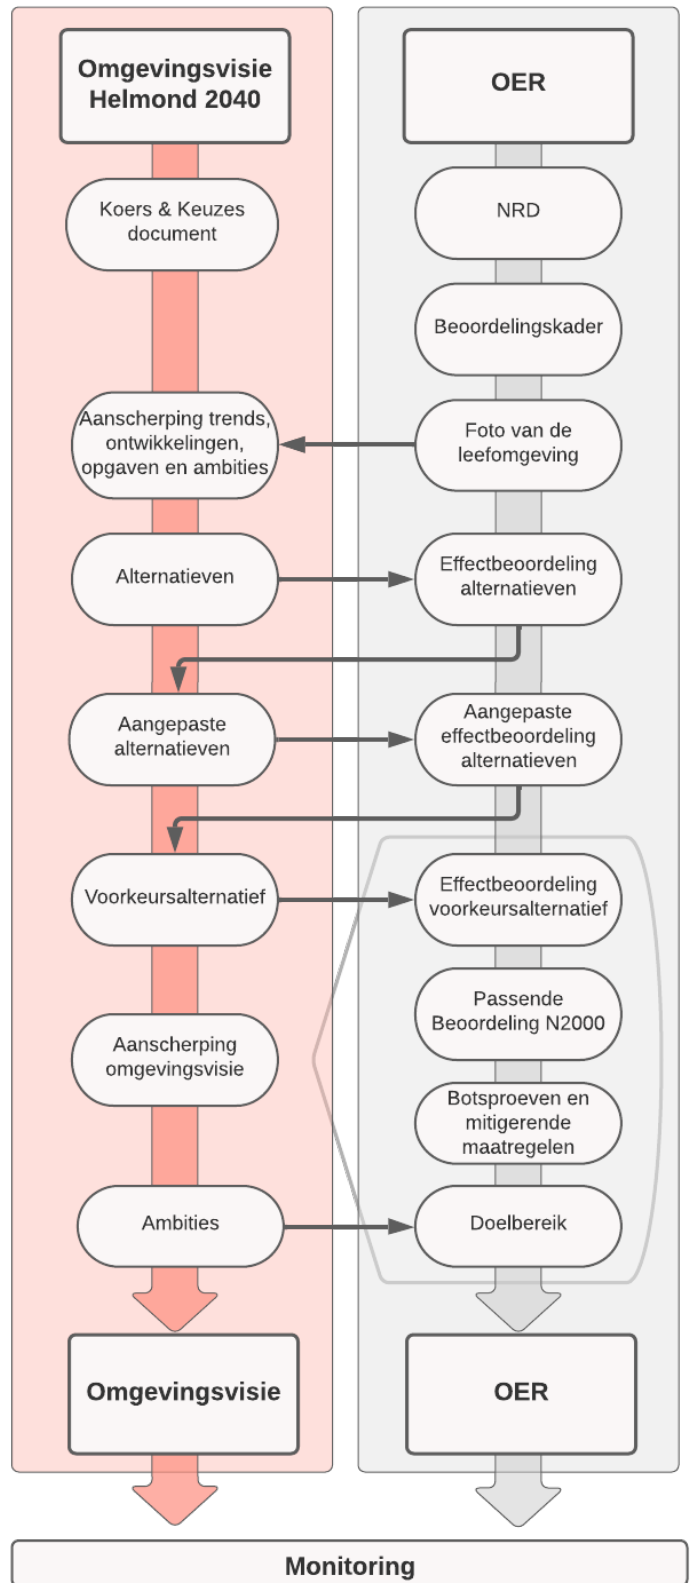 Omgevingsvisie
Helmond 2040
OER
Koers & Keuzes
document
NRD
Beoordelingskader
Aanscherping trends,
ontwikkelingen,
opgaven en ambities
Foto van de
leefomgeving
Alternatieven
Effectbeoordeling
alternatieven
Aangepaste
alternatieven
Aangepaste
effectbeoordeling
alternatieven
Voorkeursalternatief
Effectbeoordeling
voorkeursalternatief
Passende
Beoordeling N2000
Aanscherping
omgevingsvisie
Botsproeven en
mitigerende
maatregelen
Ambities
Doelbereik
Omgevingsvisie
OER
Monitoring